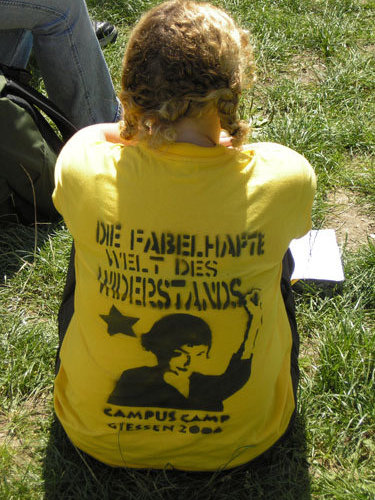 DIE FABELHAFTE
WELT DES
WIDERSTANDS
CAMPUS CAMP
GIESSEN 2006